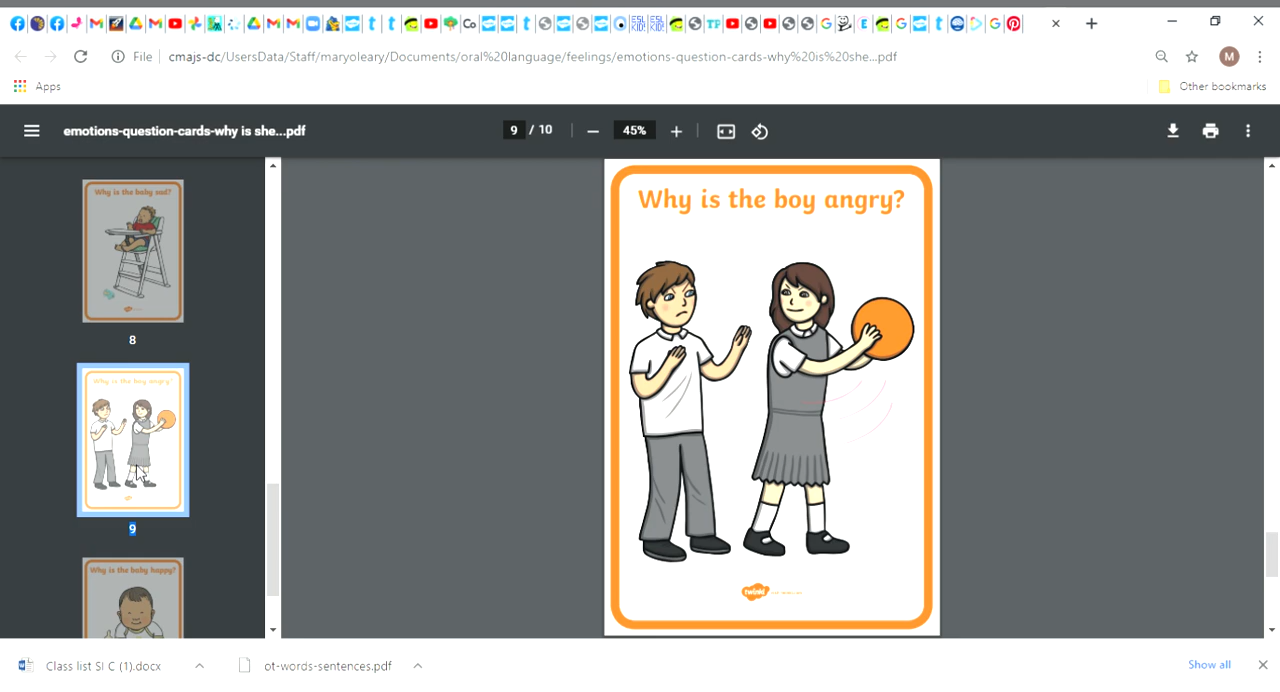 Co
TP
G
E
G
G
File
cmajs-dc/UsersData/Staff/maryoleary/Documents/oral%20language/feelings/emotions-question-cards-why%20is%20she...pdf
M
Apps
Other bookmarks
emotions-question-cards-why is she...pdf
9 / 10
45%
Why is the baby sad?
8
Why is the boy angry?
9
Why is the baby happy?
Why is the boy angry?
twinkl
Class list SI C (1).docx
ot-words-sentences.pdf
Show all